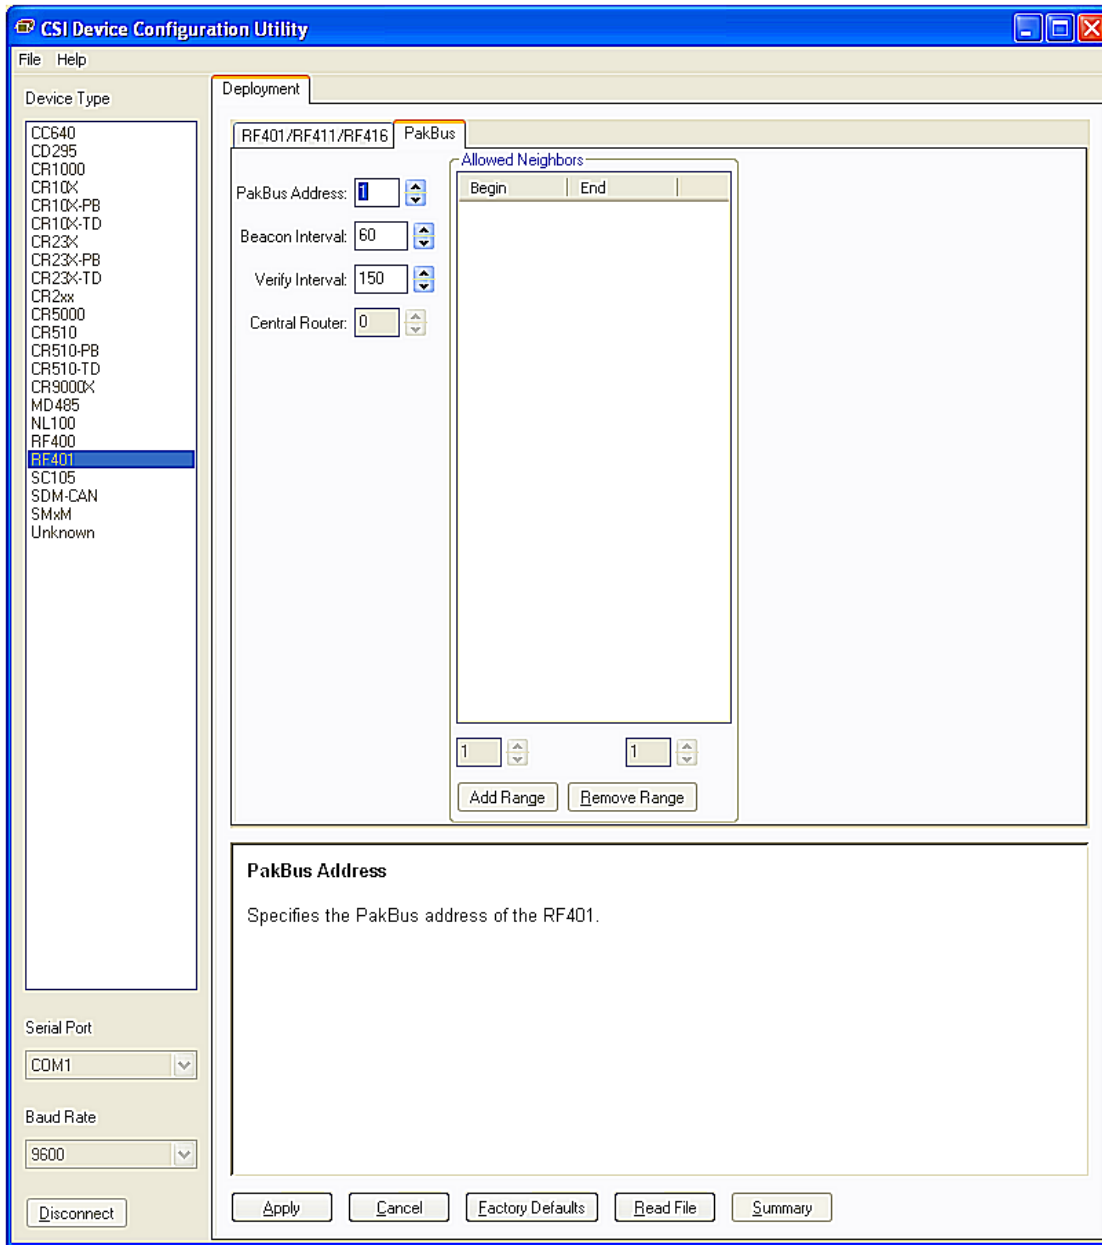 CSI Device Configuration Utility
File Help
Device Type
CC640
CD295
CR1000
CR10X
CR10X-PB
CR10X-TD
CR23X
CR23X-PB
CR23X-TD
CR2xx
CR5000
CR510
CR510-PB
CR510-TD
CR9000X
MD485
NL100
RF400
RF401
SC105
SDM-CAN
SMxM
Unknown
Serial Port
COM1
Baud Rate
9600
Disconnect
Deployment
RF401/RF411/RF416 PakBus
PakBus Address: 1
Beacon Interval: 60
Verify Interval: 150
Central Router: 0
Allowed Neighbors
Begin End
1 1
Add Range Remove Range
PakBus Address
Specifies the PakBus address of the RF401.
Apply Cancel Factory Defaults Read File Summary